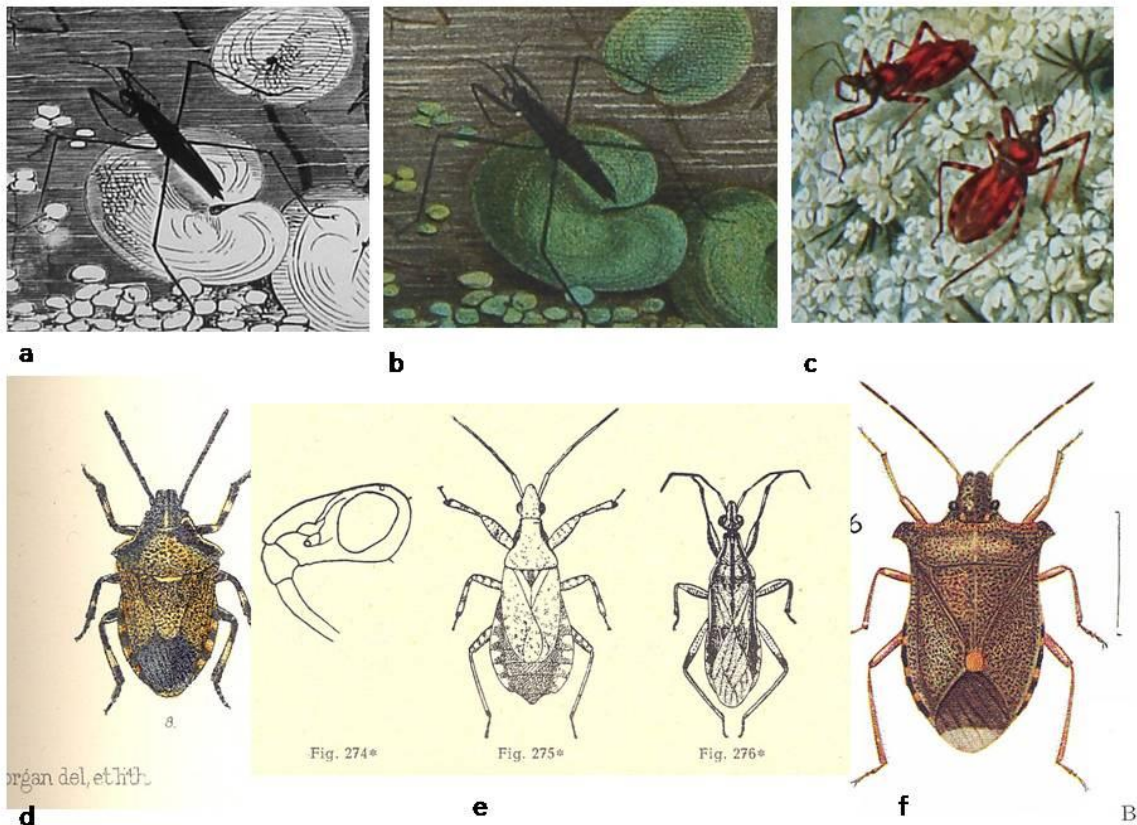 a
b
c
6
8.
Fig. 274*
Fig. 275*
Fig. 276*
organ del, et lith.
d
e
f
B